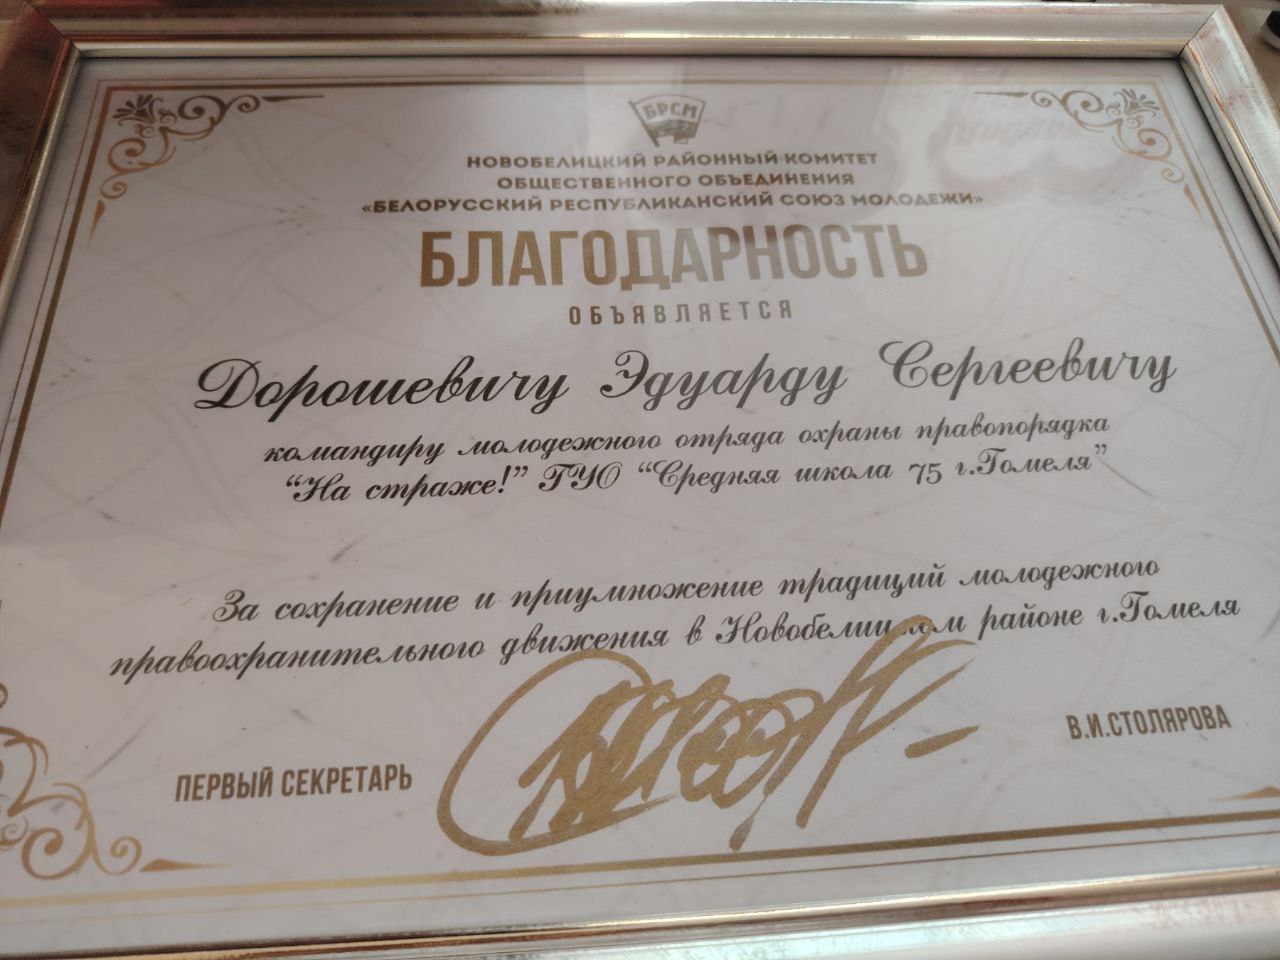 БРСМ
НОВОБЕЛИЦКИЙ РАЙОННЫЙ КОМИТЕТ
ОБЩЕСТВЕННОГО ОБЪЕДИНЕНИЯ
«БЕЛОРУССКИЙ РЕСПУБЛИКАНСКИЙ СОЮЗ МОЛОДЕЖИ»
БЛАГОДАРНОСТЬ
ОБЪЯВЛЯЕТСЯ
Дорошевичу Эдуарду Сергеевичу
командиру молодежного отряда охраны правопорядка
“На страже!” ГУО “Средняя школа 75 г.Гомеля”
За сохранение и приумножение традиций молодежного
правоохранительного движения в Новобелицком районе г.Гомеля
ПЕРВЫЙ СЕКРЕТАРЬ
В.И.СТОЛЯРОВА